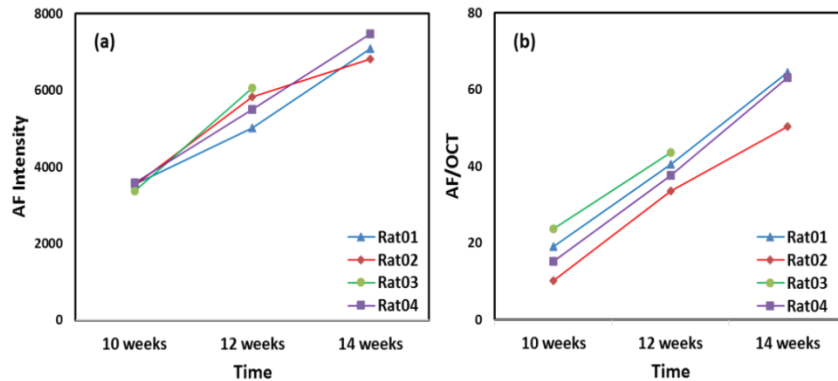 (a)
AF Intensity
8000
6000
4000
2000
0
Rat01
Rat02
Rat03
Rat04
10 weeks 12 weeks 14 weeks
Time
(b)
AF/OCT
80
60
40
20
0
Rat01
Rat02
Rat03
Rat04
10 weeks 12 weeks 14 weeks
Time